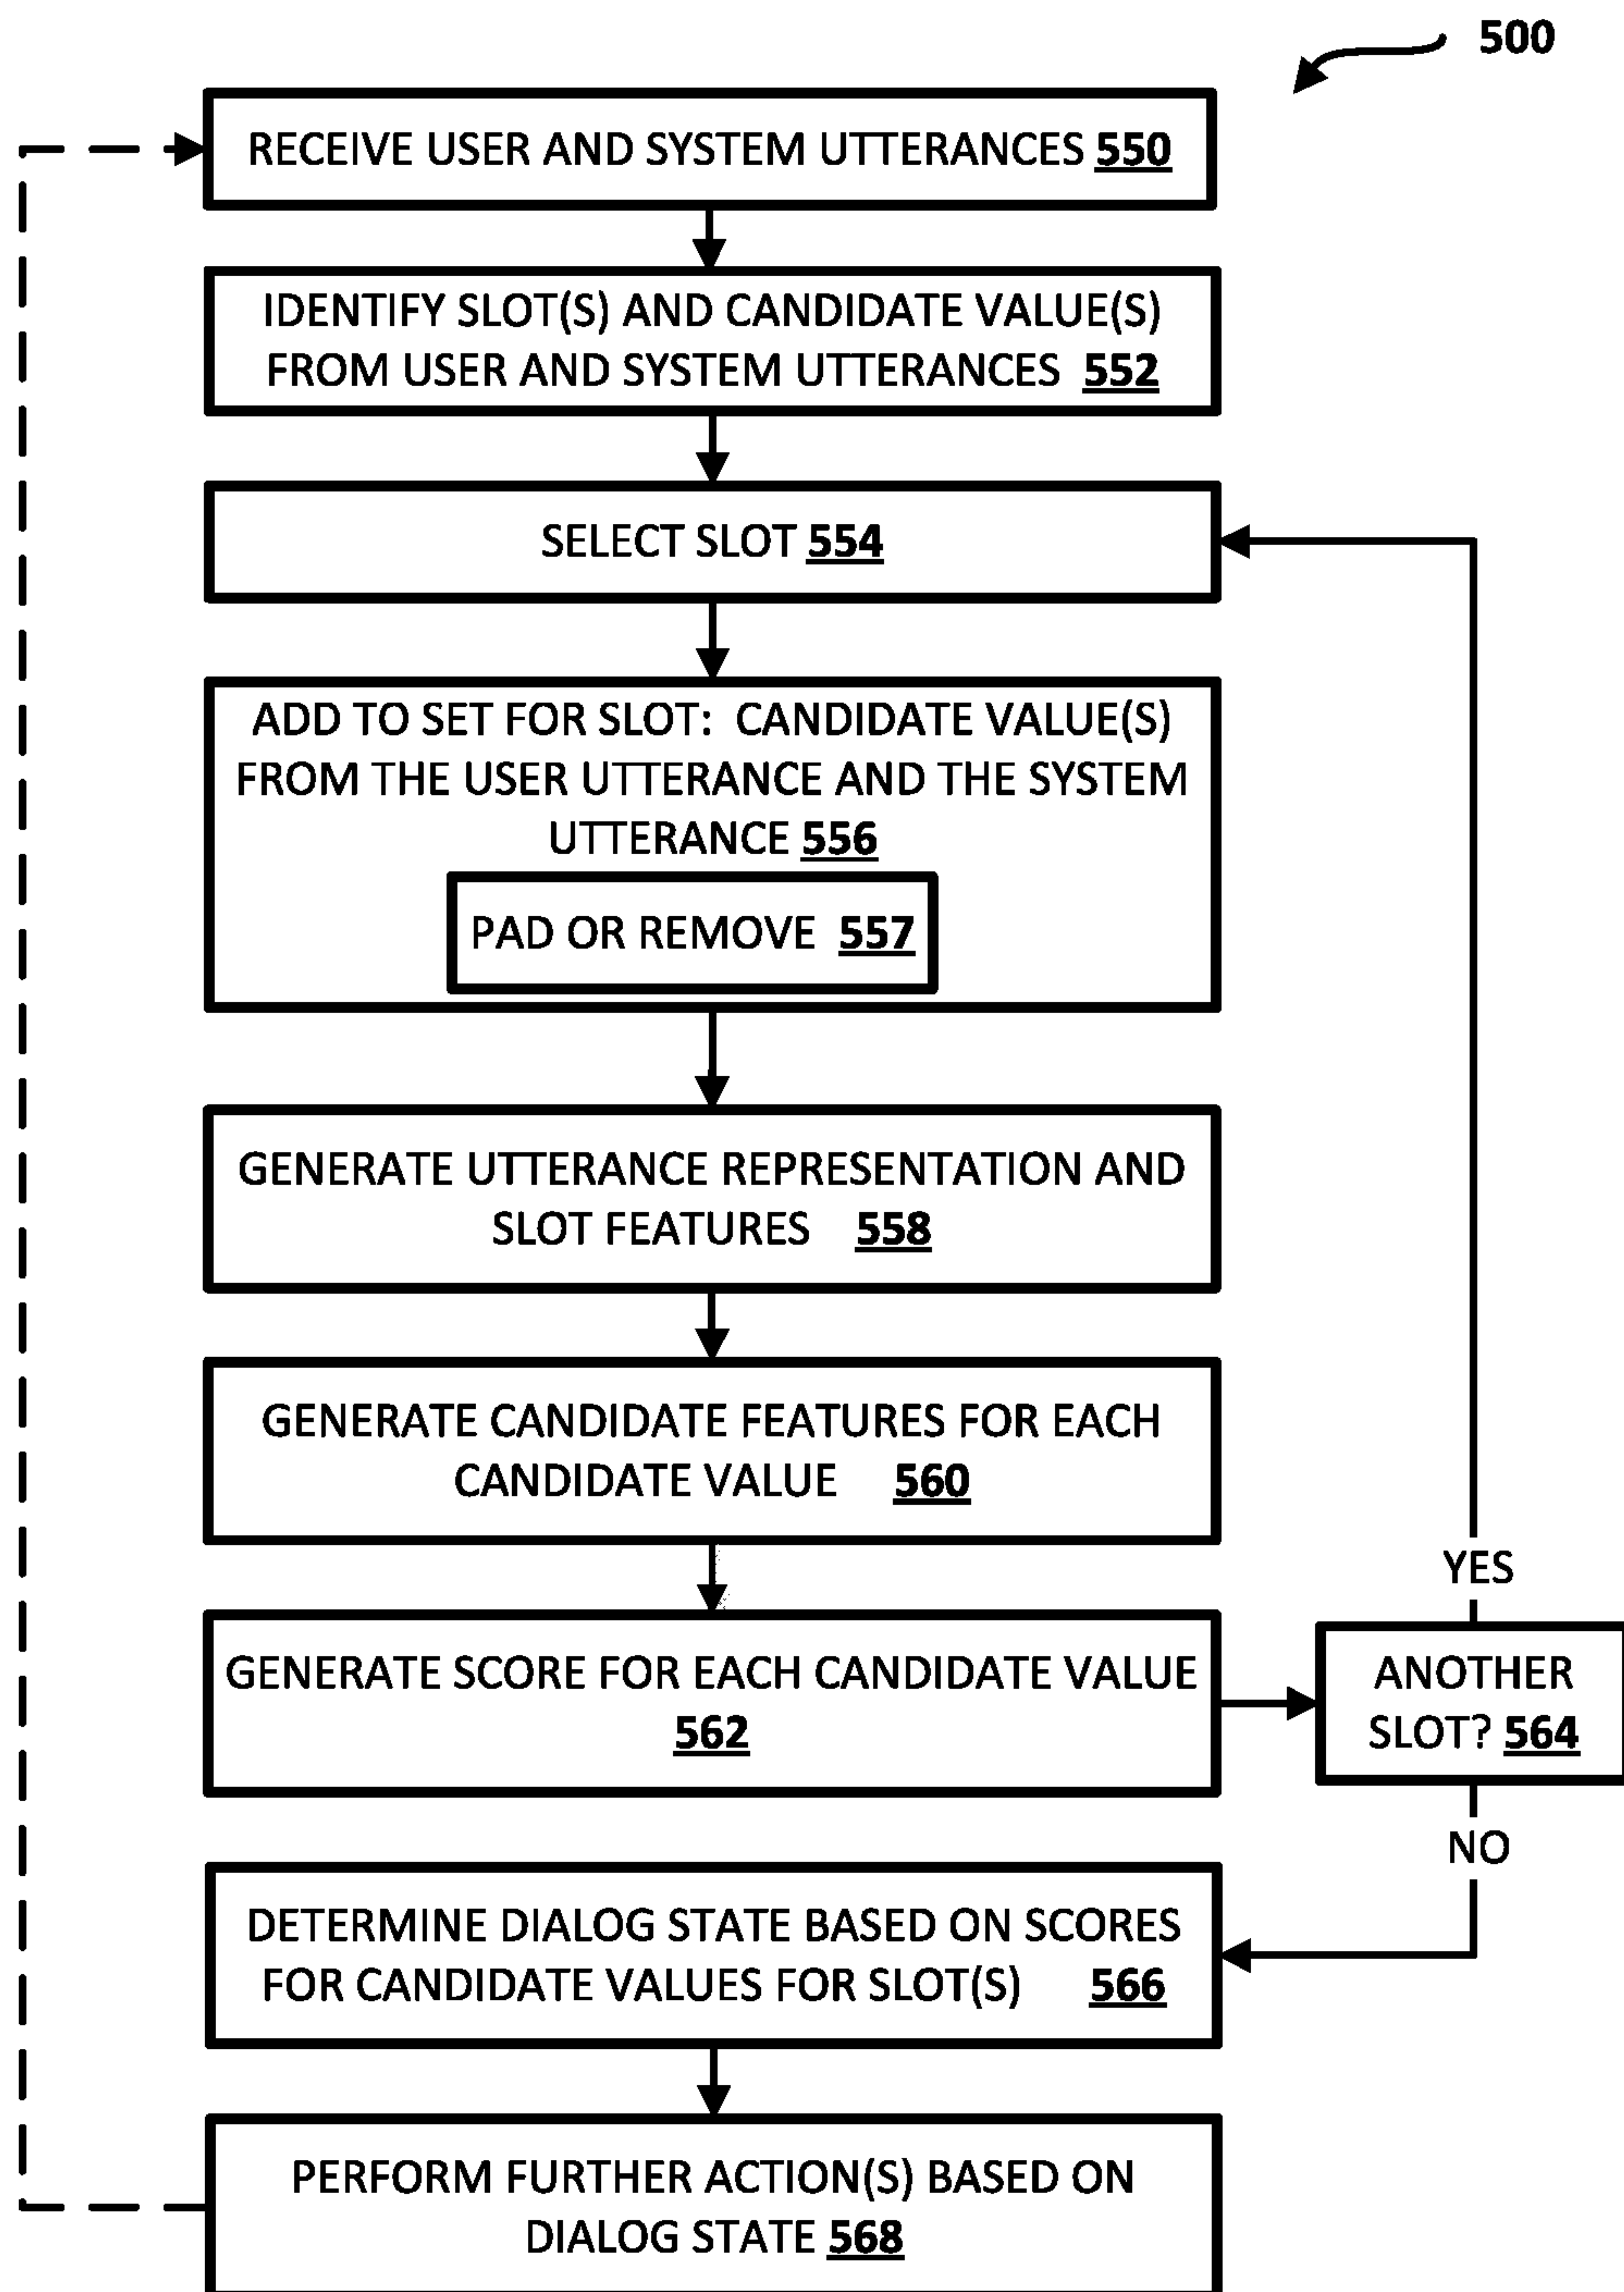 500
RECEIVE USER AND SYSTEM UTTERANCES 550
IDENTIFY SLOT(S) AND CANDIDATE VALUE(S)
FROM USER AND SYSTEM UTTERANCES 552
SELECT SLOT 554
ADD TO SET FOR SLOT: CANDIDATE VALUE(S)
FROM THE USER UTTERANCE AND THE SYSTEM
UTTERANCE 556
PAD OR REMOVE 557
GENERATE UTTERANCE REPRESENTATION AND
SLOT FEATURES 558
GENERATE CANDIDATE FEATURES FOR EACH
CANDIDATE VALUE 560
GENERATE SCORE FOR EACH CANDIDATE VALUE
562
YES
ANOTHER
SLOT? 564
NO
DETERMINE DIALOG STATE BASED ON SCORES
FOR CANDIDATE VALUES FOR SLOT(S) 566
PERFORM FURTHER ACTION(S) BASED ON
DIALOG STATE 568